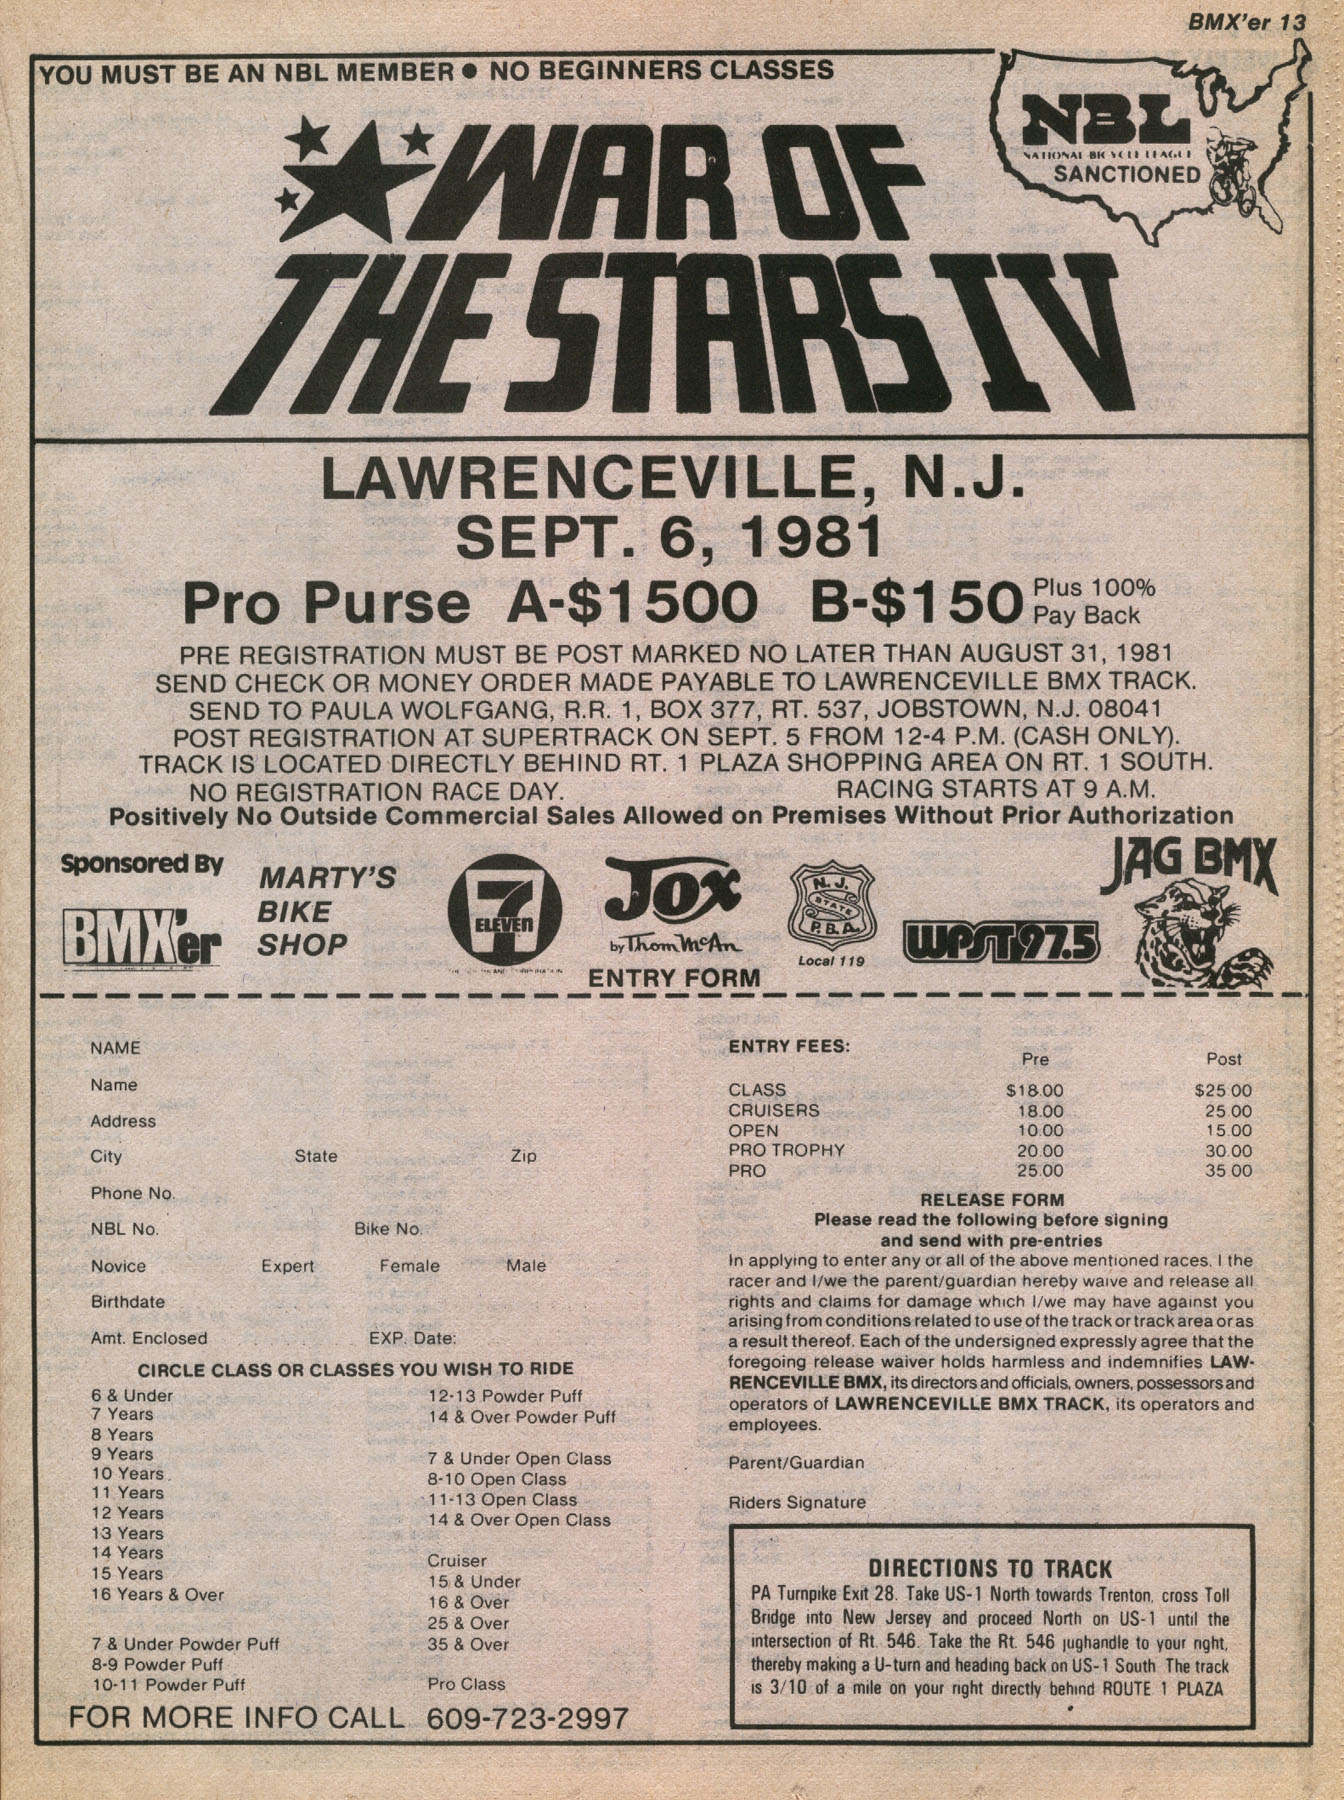 BMX'er 13
YOU MUST BE AN NBL MEMBER ● NO BEGINNERS CLASSES
NBL
NATIONAL BICYCLE LEAGUE
SANCTIONED
WAR OF
THE STARS IV
LAWRENCEVILLE, N.J.
SEPT. 6, 1981
Pro Purse A-$1500 B-$150 Plus 100%
Pay Back
PRE REGISTRATION MUST BE POST MARKED NO LATER THAN AUGUST 31, 1981
SEND CHECK OR MONEY ORDER MADE PAYABLE TO LAWRENCEVILLE BMX TRACK.
SEND TO PAULA WOLFGANG, R.R. 1, BOX 377, RT. 537, JOBSTOWN, N.J. 08041
POST REGISTRATION AT SUPERTRACK ON SEPT. 5 FROM 12-4 P.M. (CASH ONLY).
TRACK IS LOCATED DIRECTLY BEHIND RT. 1 PLAZA SHOPPING AREA ON RT. 1 SOUTH.
NO REGISTRATION RACE DAY. RACING STARTS AT 9 A.M.
Positively No Outside Commercial Sales Allowed on Premises Without Prior Authorization
Sponsored By
BMX'er
MARTY'S
BIKE
SHOP
7
ELEVEN
Jox
by Thom McAn
N.J.
STATE
P.B.A.
Local 119
WPST 97.5
JAG BMX
ENTRY FORM
NAME
Name
Address
City State Zip
Phone No.
NBL No. Bike No.
Novice Expert Female Male
Birthdate
Amt. Enclosed EXP. Date:
CIRCLE CLASS OR CLASSES YOU WISH TO RIDE
6 & Under
7 Years
8 Years
9 Years
10 Years
11 Years
12 Years
13 Years
14 Years
15 Years
16 Years & Over
7 & Under Powder Puff
8-9 Powder Puff
10-11 Powder Puff
12-13 Powder Puff
14 & Over Powder Puff
7 & Under Open Class
8-10 Open Class
11-13 Open Class
14 & Over Open Class
Cruiser
15 & Under
16 & Over
25 & Over
35 & Over
Pro Class
FOR MORE INFO CALL 609-723-2997
ENTRY FEES:
Pre Post
CLASS $18.00 $25.00
CRUISERS 18.00 25.00
OPEN 10.00 15.00
PRO TROPHY 20.00 30.00
PRO 25.00 35.00
RELEASE FORM
Please read the following before signing
and send with pre-entries
In applying to enter any or all of the above mentioned races, I the
racer and I/we the parent/guardian hereby waive and release all
rights and claims for damage which I/we may have against you
arising from conditions related to use of the track or track area or as
a result thereof. Each of the undersigned expressly agree that the
foregoing release waiver holds harmless and indemnifies LAW-
RENCEVILLE BMX, its directors and officials, owners, possessors and
operators of LAWRENCEVILLE BMX TRACK, its operators and
employees.
Parent/Guardian
Riders Signature
DIRECTIONS TO TRACK
PA Turnpike Exit 28. Take US-1 North towards Trenton, cross Toll
Bridge into New Jersey and proceed North on US-1 until the
intersection of Rt. 546. Take the Rt. 546 jughandle to your right,
thereby making a U-turn and heading back on US-1 South. The track
is 3/10 of a mile on your right directly behind ROUTE 1 PLAZA